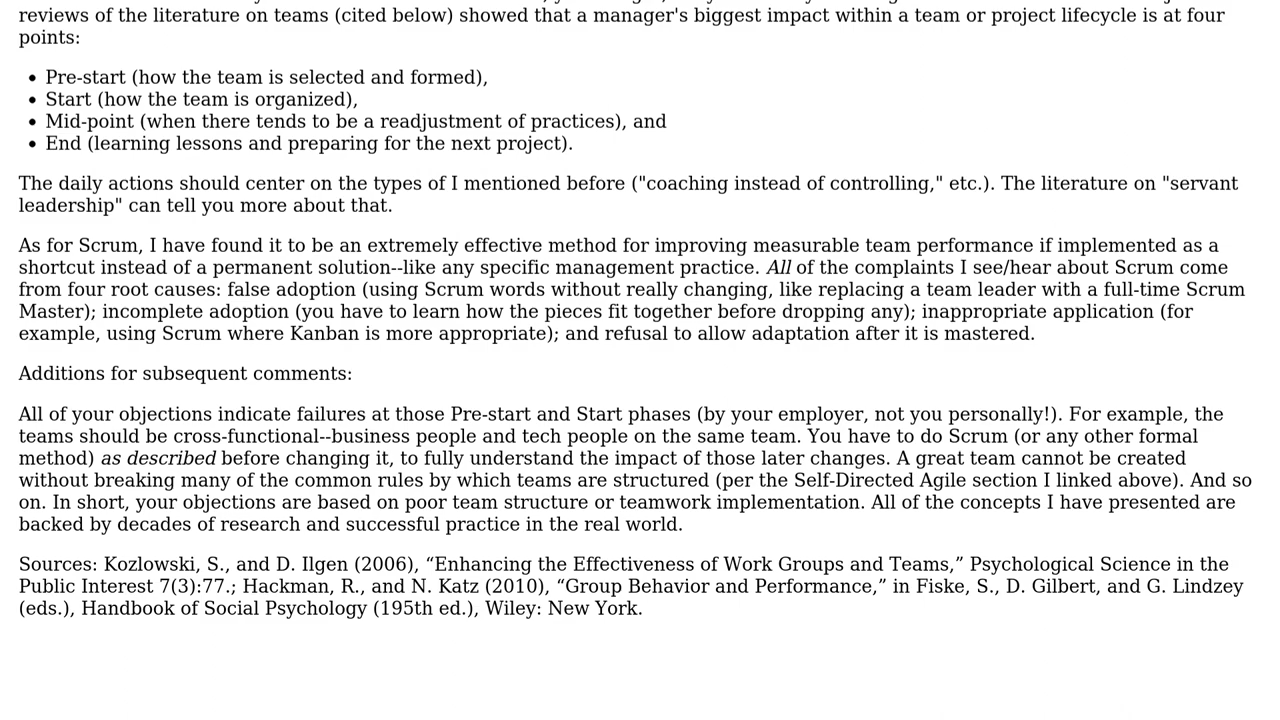 reviews of the literature on teams (cited below) showed that a manager's biggest impact within a team or project lifecycle is at four
points:
• Pre-start (how the team is selected and formed),
• Start (how the team is organized),
• Mid-point (when there tends to be a readjustment of practices), and
• End (learning lessons and preparing for the next project).
The daily actions should center on the types of I mentioned before ("coaching instead of controlling," etc.). The literature on "servant
leadership" can tell you more about that.
As for Scrum, I have found it to be an extremely effective method for improving measurable team performance if implemented as a
shortcut instead of a permanent solution--like any specific management practice. All of the complaints I see/hear about Scrum come
from four root causes: false adoption (using Scrum words without really changing, like replacing a team leader with a full-time Scrum
Master); incomplete adoption (you have to learn how the pieces fit together before dropping any); inappropriate application (for
example, using Scrum where Kanban is more appropriate); and refusal to allow adaptation after it is mastered.
Additions for subsequent comments:
All of your objections indicate failures at those Pre-start and Start phases (by your employer, not you personally!). For example, the
teams should be cross-functional--business people and tech people on the same team. You have to do Scrum (or any other formal
method) as described before changing it, to fully understand the impact of those later changes. A great team cannot be created
without breaking many of the common rules by which teams are structured (per the Self-Directed Agile section I linked above). And so
on. In short, your objections are based on poor team structure or teamwork implementation. All of the concepts I have presented are
backed by decades of research and successful practice in the real world.
Sources: Kozlowski, S., and D. Ilgen (2006), “Enhancing the Effectiveness of Work Groups and Teams,” Psychological Science in the
Public Interest 7(3):77.; Hackman, R., and N. Katz (2010), “Group Behavior and Performance,” in Fiske, S., D. Gilbert, and G. Lindzey
(eds.), Handbook of Social Psychology (195th ed.), Wiley: New York.